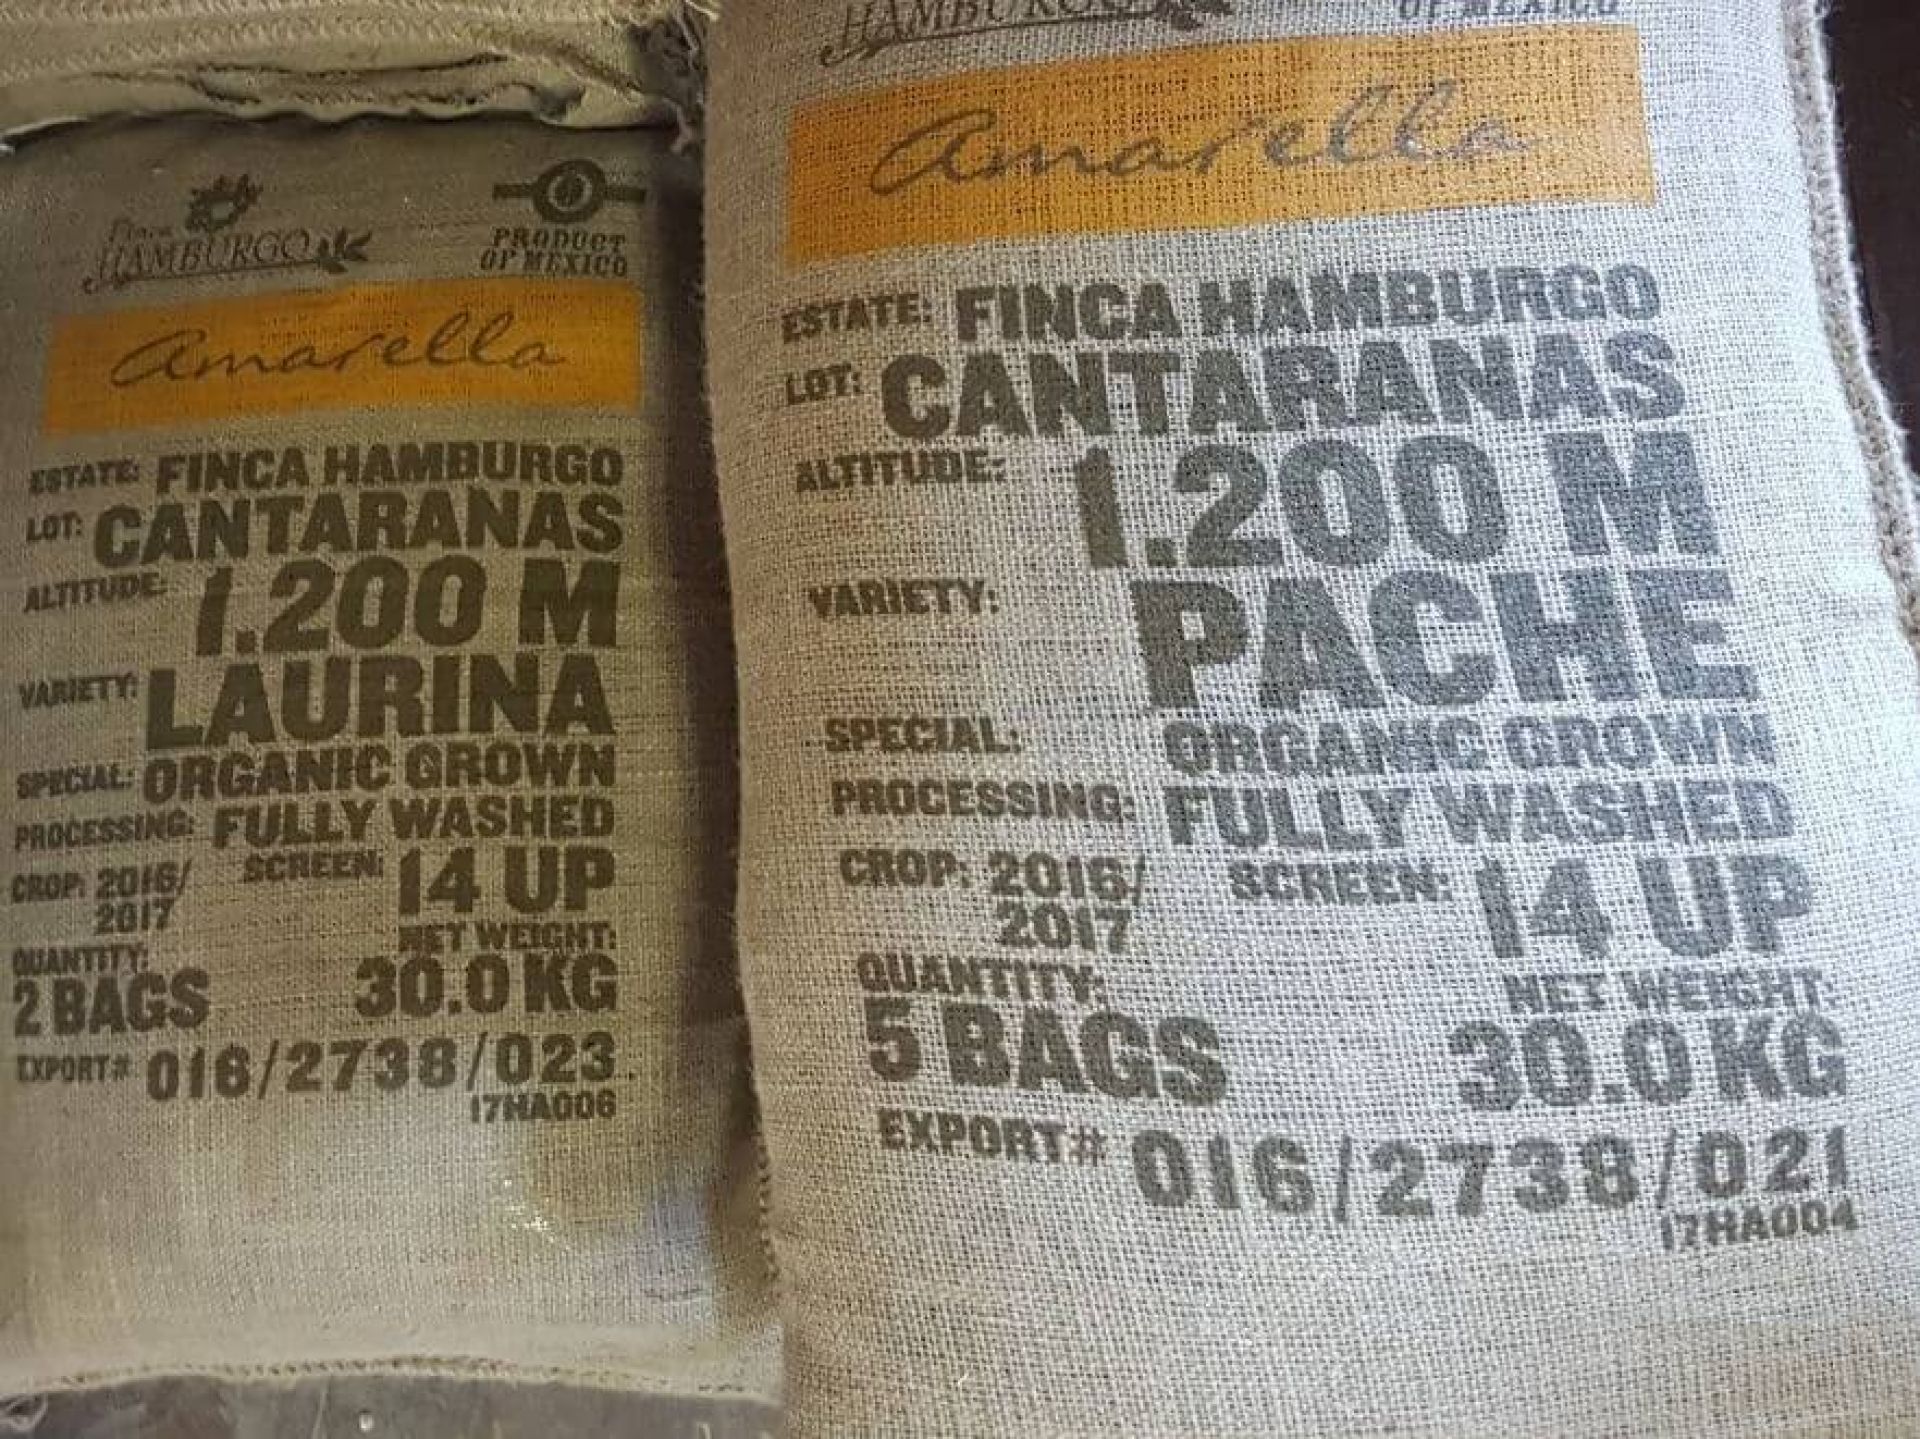 Finca
HAMBURGO
PRODUCT
OF MEXICO
Amarella
ESTATE: FINCA HAMBURGO
LOT: CANTARANAS
ALTITUDE: 1.200 M
VARIETY: LAURINA
SPECIAL: ORGANIC GROWN
PROCESSING: FULLY WASHED
CROP: 2016/ SCREEN: 14 UP
2017
QUANTITY: NET WEIGHT:
2 BAGS 30.0 KG
EXPORT# 016/2738/023
17HA006
HAMBURGO
OF MEXICO
Amarella
ESTATE: FINCA HAMBURGO
LOT: CANTARANAS
ALTITUDE: 1.200 M
VARIETY: PACHE
SPECIAL: ORGANIC GROWN
PROCESSING: FULLY WASHED
CROP: 2016/ SCREEN: 14 UP
2017
QUANTITY: NET WEIGHT:
5 BAGS 30.0 KG
EXPORT# 016/2738/021
17HA004